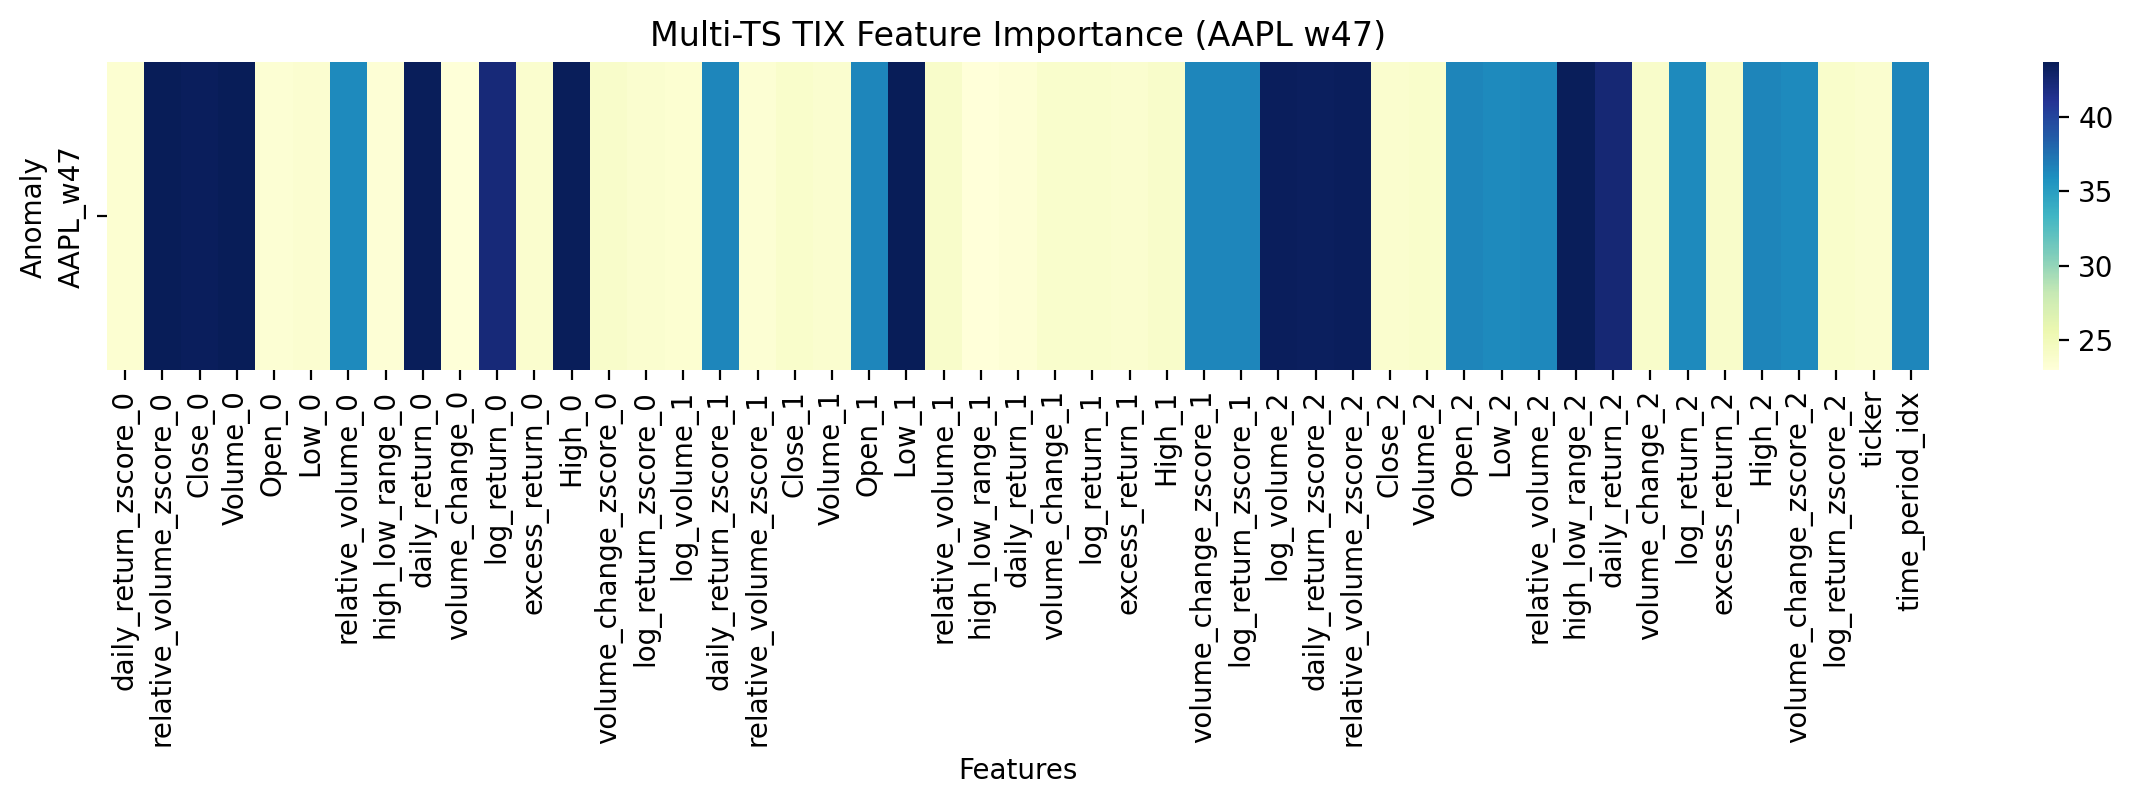 Multi-TS TIX Feature Importance (AAPL w47)
Anomaly
AAPL_w47
40
35
30
25
daily_return_zscore_0
relative_volume_zscore_0
Close_0
Volume_0
Open_0
Low_0
relative_volume_0
high_low_range_0
daily_return_0
volume_change_0
log_return_0
excess_return_0
High_0
volume_change_zscore_0
log_return_zscore_0
log_volume_1
daily_return_zscore_1
relative_volume_zscore_1
Close_1
Volume_1
Open_1
Low_1
relative_volume_1
high_low_range_1
daily_return_1
volume_change_1
log_return_1
excess_return_1
High_1
volume_change_zscore_1
log_return_zscore_1
log_volume_2
daily_return_zscore_2
relative_volume_zscore_2
Close_2
Volume_2
Open_2
Low_2
relative_volume_2
high_low_range_2
daily_return_2
volume_change_2
log_return_2
excess_return_2
High_2
volume_change_zscore_2
log_return_zscore_2
ticker
time_period_idx
Features